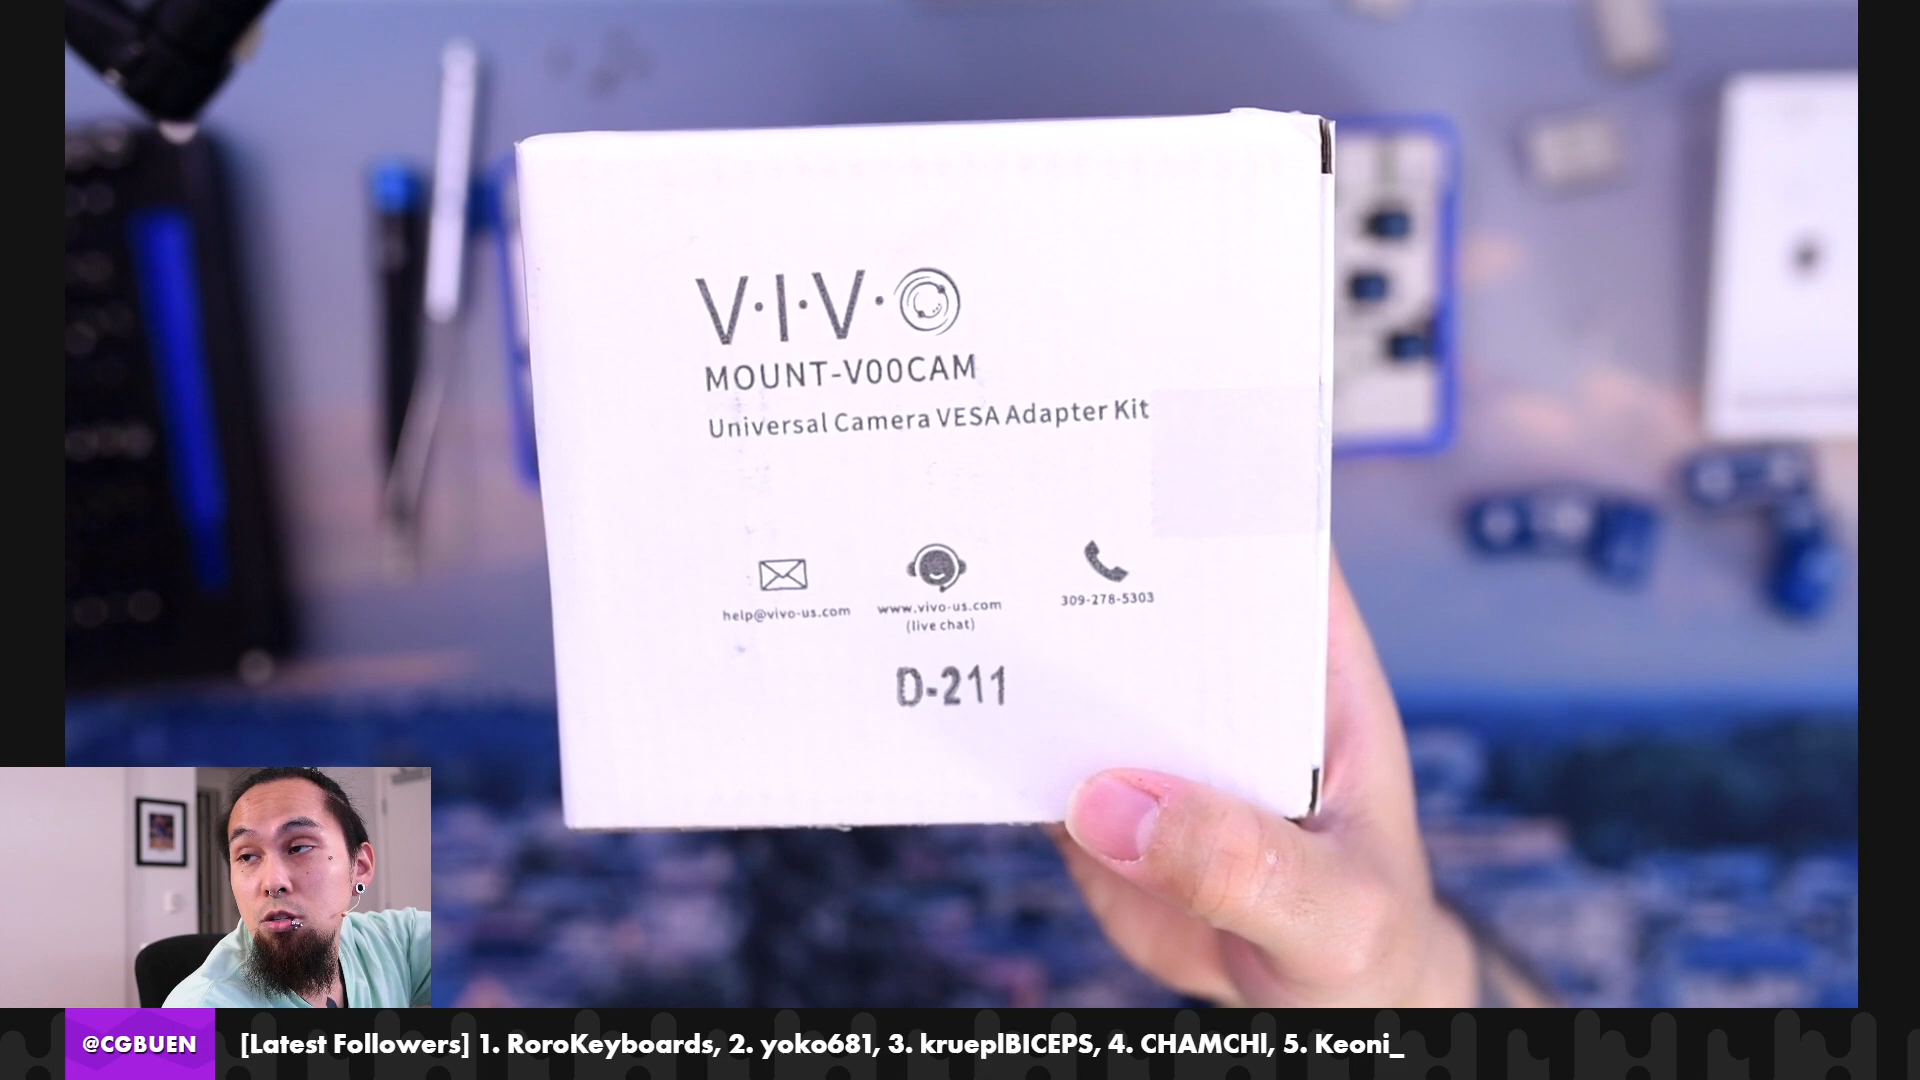 V·I·V·O
MOUNT-V00CAM
Universal Camera VESA Adapter Kit
help@vivo-us.com
www.vivo-us.com
(live chat)
309-278-5303
D-211
@CGBUEN
[Latest Followers] 1. RoroKeyboards, 2. yoko681, 3. krueplBICEPS, 4. CHAMCHI, 5. Keoni_